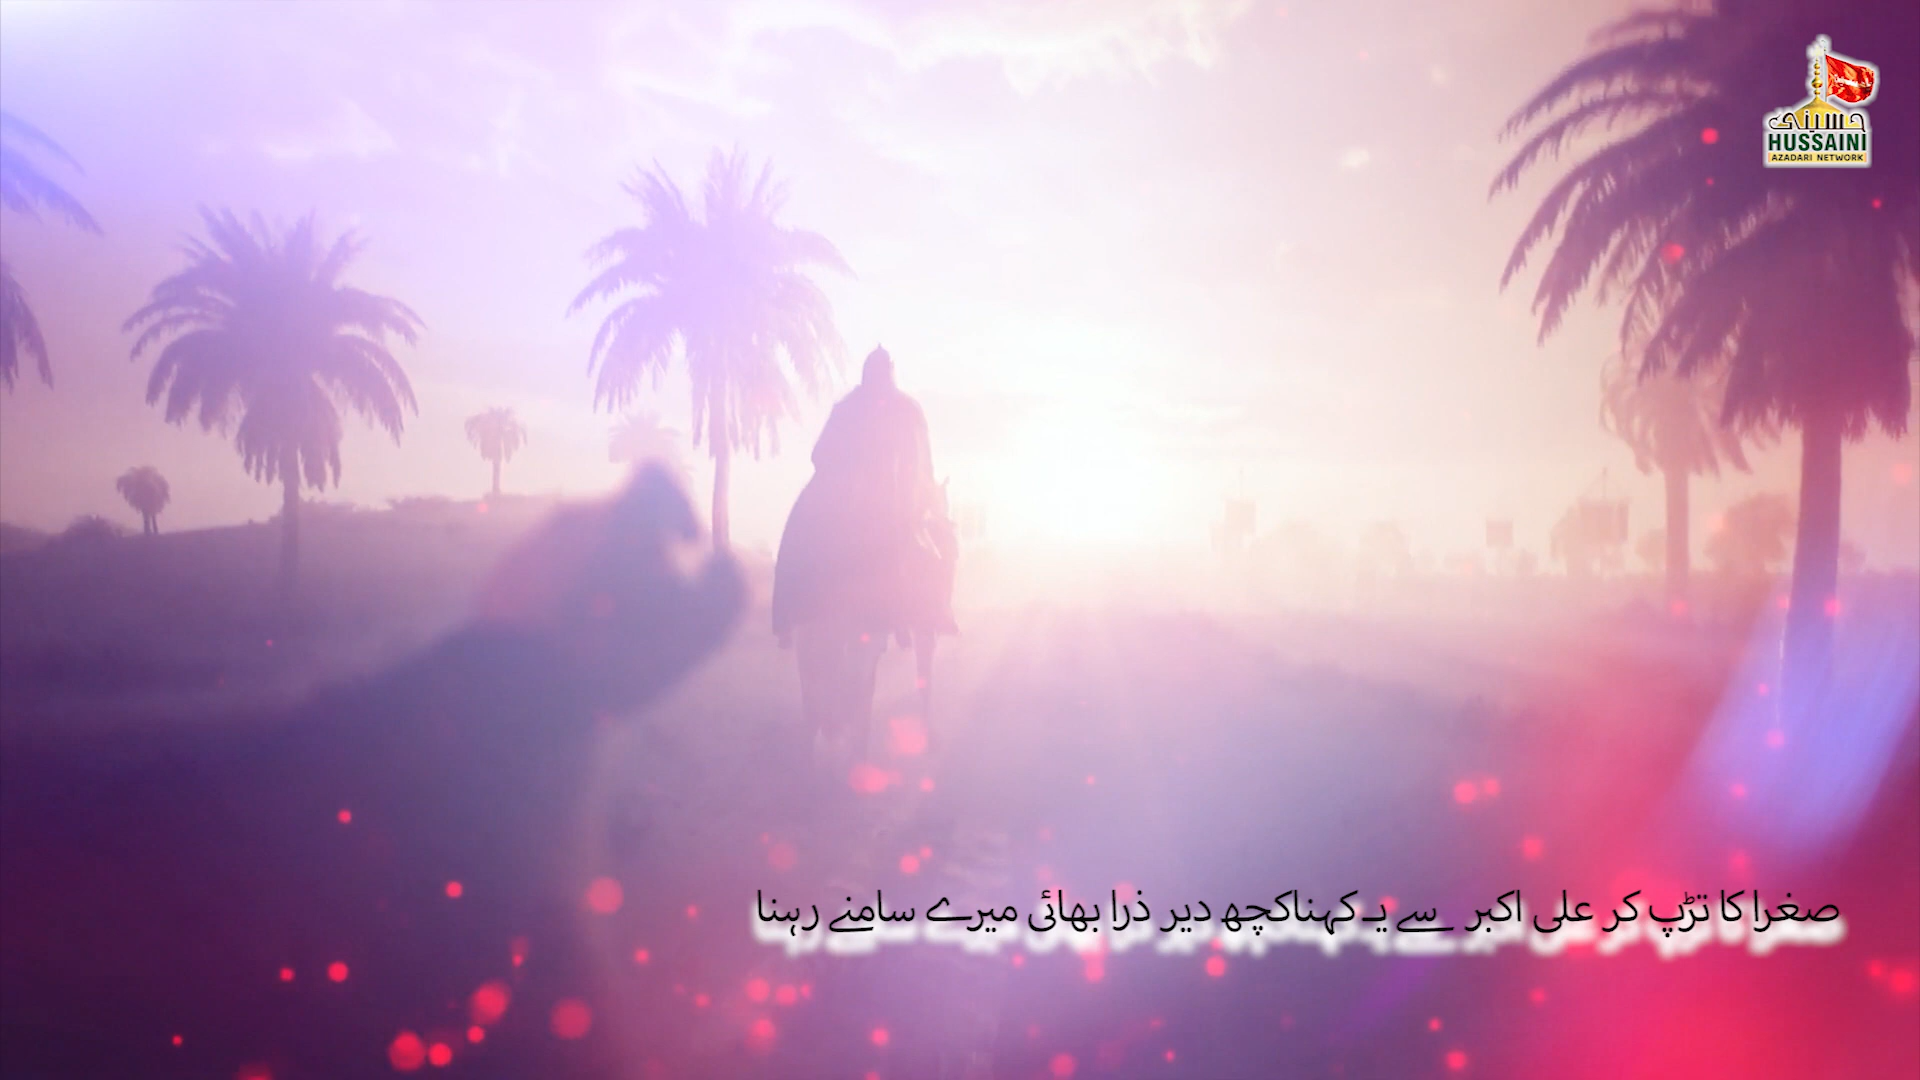 حسینی
HUSSAINI
AZADARI NETWORK
صغرا کا تڑپ کر علی اکبر سے یہ کہنا کچھ دیر ذرا بھائی میرے سامنے رہنا